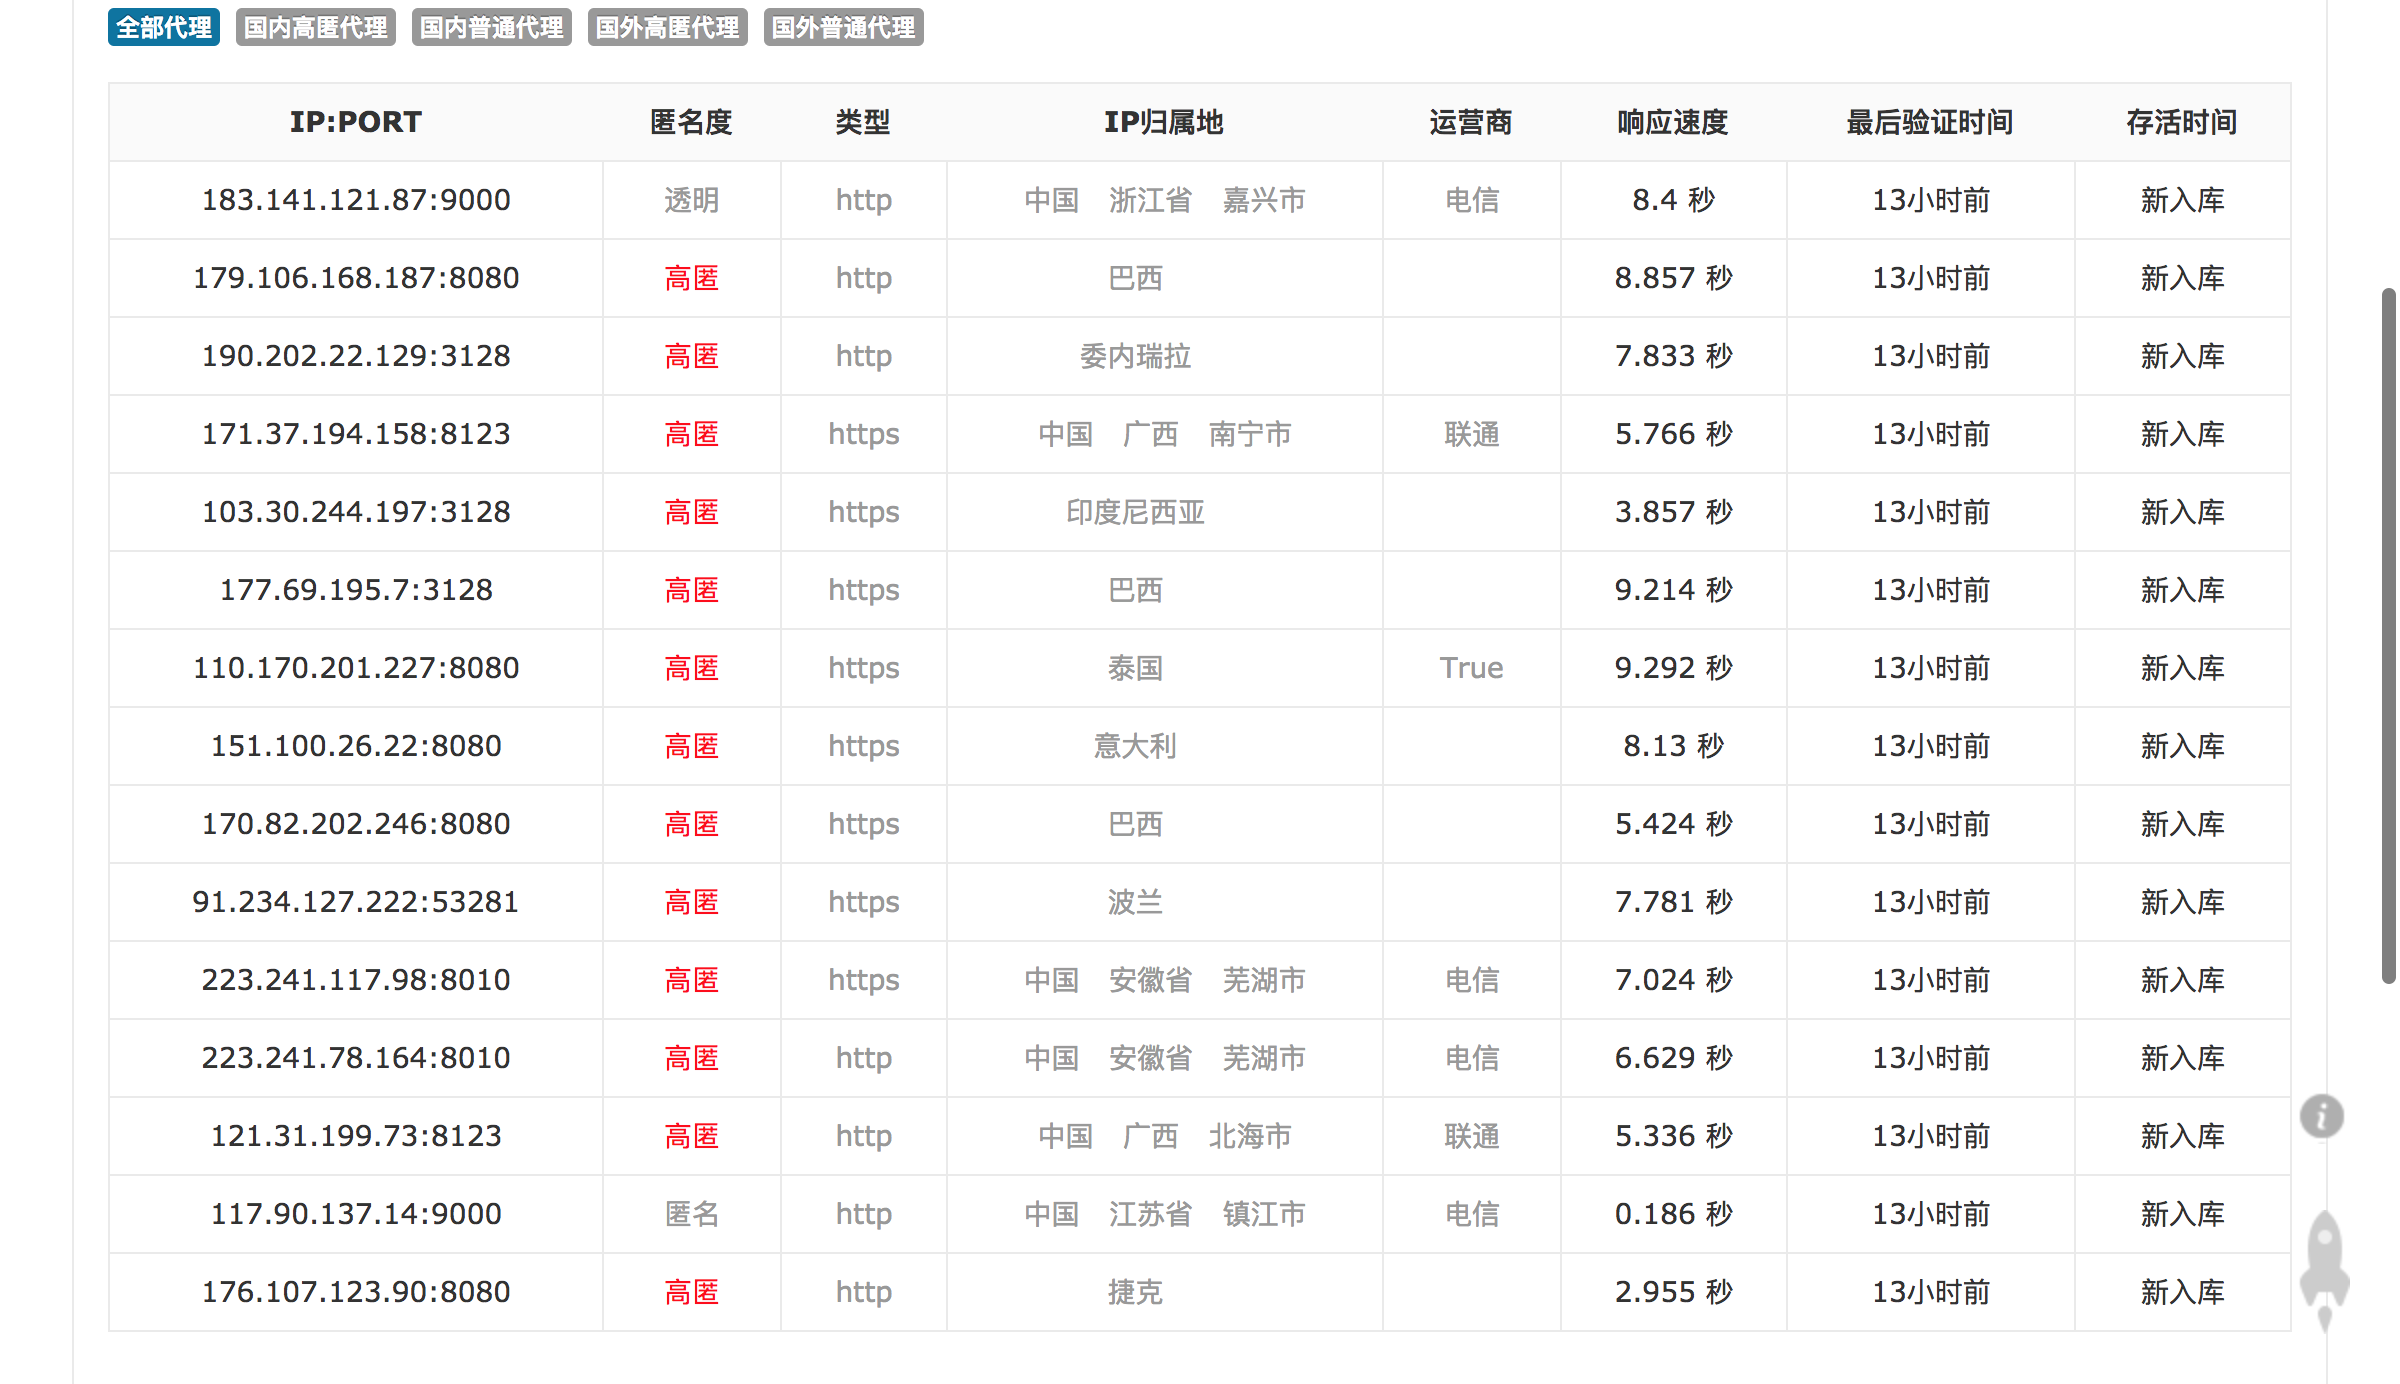 全部代理 国内高匿代理 国内普通代理 国外高匿代理 国外普通代理
IP:PORT 匿名度 类型 IP归属地 运营商 响应速度 最后验证时间 存活时间
183.141.121.87:9000 透明 http 中国 浙江省 嘉兴市 电信 8.4 秒 13小时前 新入库
179.106.168.187:8080 高匿 http 巴西 8.857 秒 13小时前 新入库
190.202.22.129:3128 高匿 http 委内瑞拉 7.833 秒 13小时前 新入库
171.37.194.158:8123 高匿 https 中国 广西 南宁市 联通 5.766 秒 13小时前 新入库
103.30.244.197:3128 高匿 https 印度尼西亚 3.857 秒 13小时前 新入库
177.69.195.7:3128 高匿 https 巴西 9.214 秒 13小时前 新入库
110.170.201.227:8080 高匿 https 泰国 True 9.292 秒 13小时前 新入库
151.100.26.22:8080 高匿 https 意大利 8.13 秒 13小时前 新入库
170.82.202.246:8080 高匿 https 巴西 5.424 秒 13小时前 新入库
91.234.127.222:53281 高匿 https 波兰 7.781 秒 13小时前 新入库
223.241.117.98:8010 高匿 https 中国 安徽省 芜湖市 电信 7.024 秒 13小时前 新入库
223.241.78.164:8010 高匿 http 中国 安徽省 芜湖市 电信 6.629 秒 13小时前 新入库
121.31.199.73:8123 高匿 http 中国 广西 北海市 联通 5.336 秒 13小时前 新入库
117.90.137.14:9000 匿名 http 中国 江苏省 镇江市 电信 0.186 秒 13小时前 新入库
176.107.123.90:8080 高匿 http 捷克 2.955 秒 13小时前 新入库